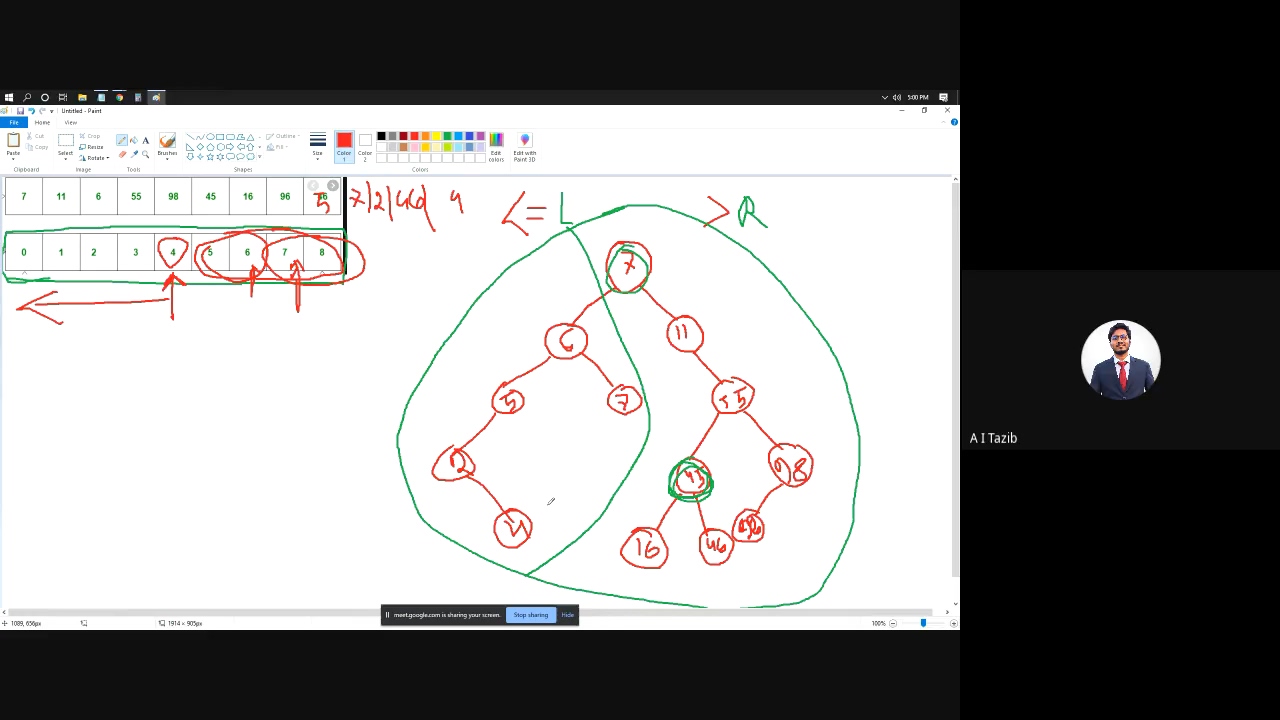 5:00 PM
Untitled - Paint
File Home View
Cut
Copy
Paste
Crop
Resize
Rotate
Select
Brushes
Outline
Fill
Size
Color 1
Color 2
Edit colors
Edit with Paint 3D
Clipboard Image Tools Shapes Colors
7 11 6 55 98 45 16 96 5 7|2|46| 4 <= L > R
0 1 2 3 4 5 6 7 8
7
6 11
5 7 55
2 45 98
4 16 46 96
A I Tazib
meet.google.com is sharing your screen. Stop sharing Hide
1089, 656px 1914 × 905px 100%